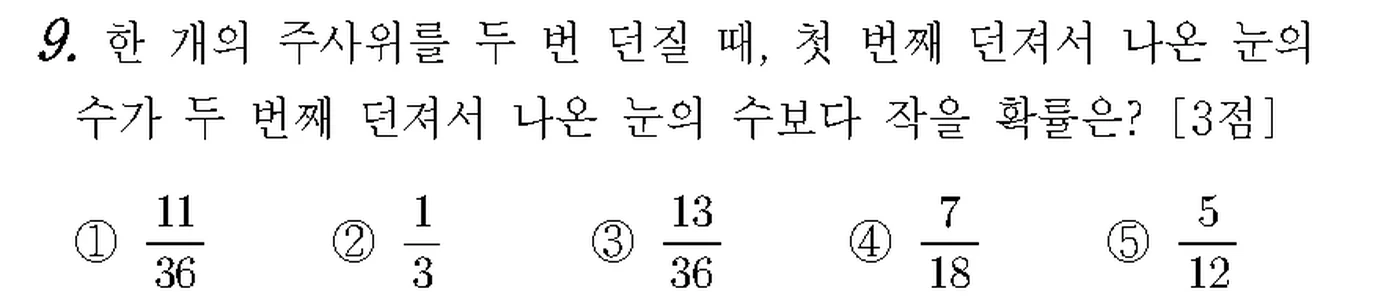 9. 한 개의 주사위를 두 번 던질 때, 첫 번째 던져서 나온 눈의
수가 두 번째 던져서 나온 눈의 수보다 작을 확률은? [3점]
① 11/36 ② 1/3 ③ 13/36 ④ 7/18 ⑤ 5/12